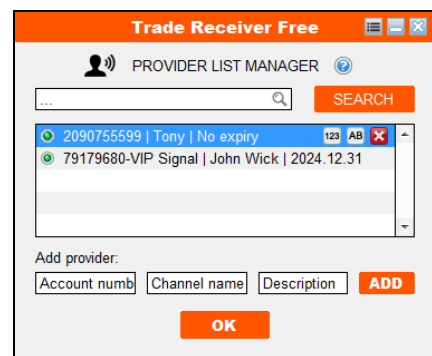 Trade Receiver Free
PROVIDER LIST MANAGER ?
...
SEARCH
2090755599 | Tony | No expiry 123 AB
79179680-VIP Signal | John Wick | 2024.12.31
Add provider:
Account numb Channel name Description ADD
OK